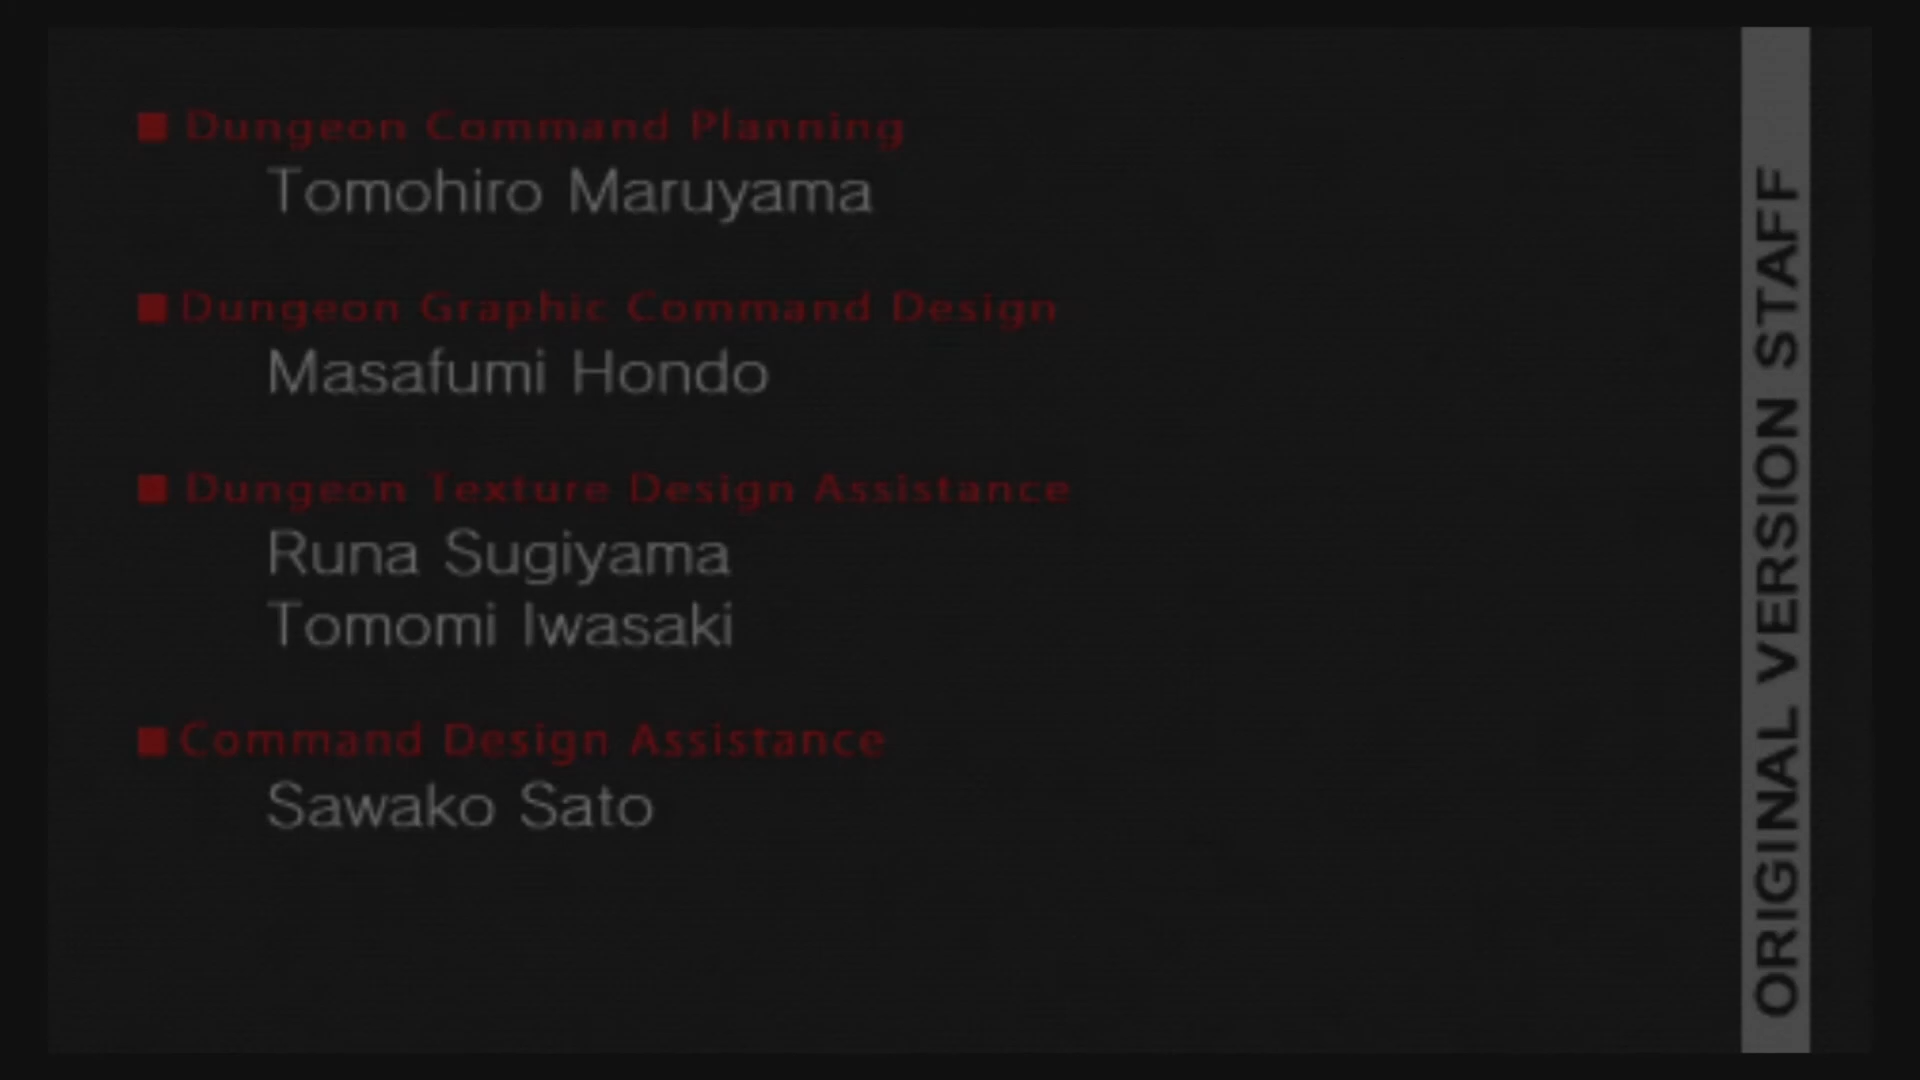 ■ Dungeon Command Planning
Tomohiro Maruyama
■ Dungeon Graphic Command Design
Masafumi Hondo
■ Dungeon Texture Design Assistance
Runa Sugiyama
Tomomi Iwasaki
■ Command Design Assistance
Sawako Sato
ORIGINAL VERSION STAFF